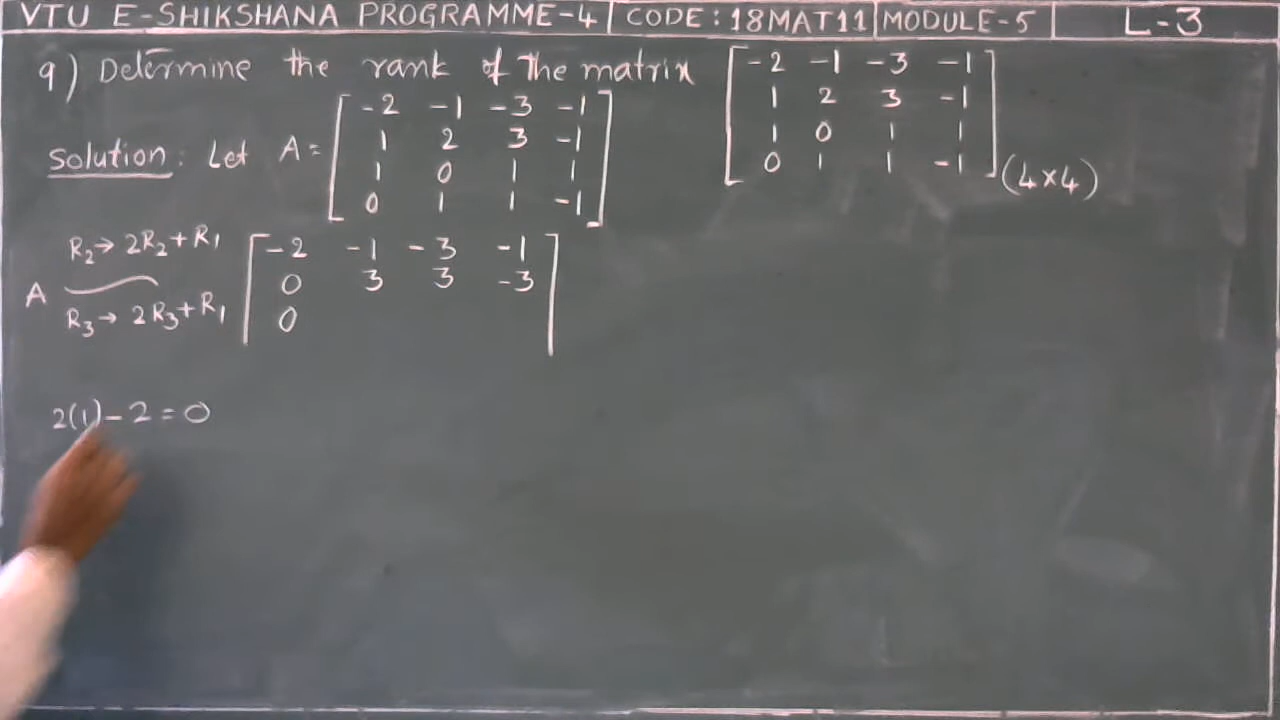 VTU E-SHIKSHANA PROGRAMME-4 CODE: 18MAT11 MODULE-5 L-3
9) Determine the rank of the matrix [-2 -1 -3 -1
1 2 3 -1
1 0 1 1
0 1 1 -1] (4×4)
Solution: Let A = [-2 -1 -3 -1
1 2 3 -1
1 0 1 1
0 1 1 -1]
R₂→ 2R₂+R₁
A
R₃→ 2R₃+R₁
[-2 -1 -3 -1
0 3 3 -3
0 ]
2(1)-2=0